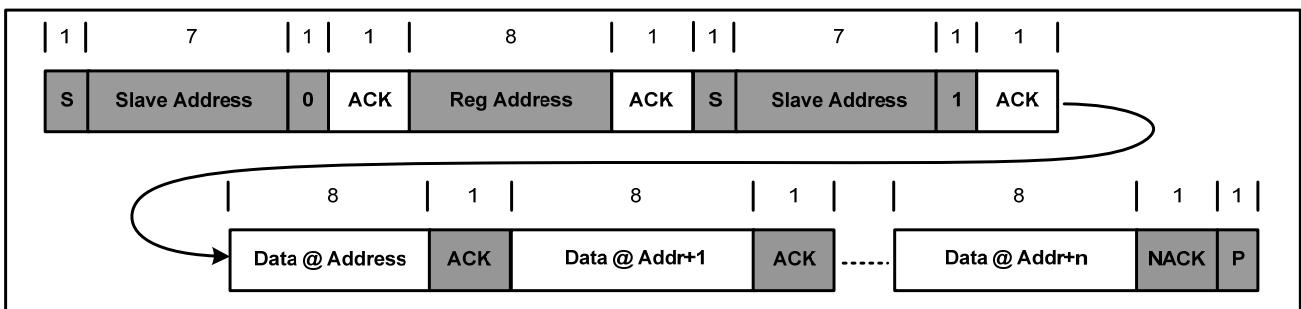 1 7 1 1 8 1 1 7 1 1
S Slave Address 0 ACK Reg Address ACK S Slave Address 1 ACK
8 1 8 1 8 1 1
Data @ Address ACK Data @ Addr+1 ACK Data @ Addr+n NACK P